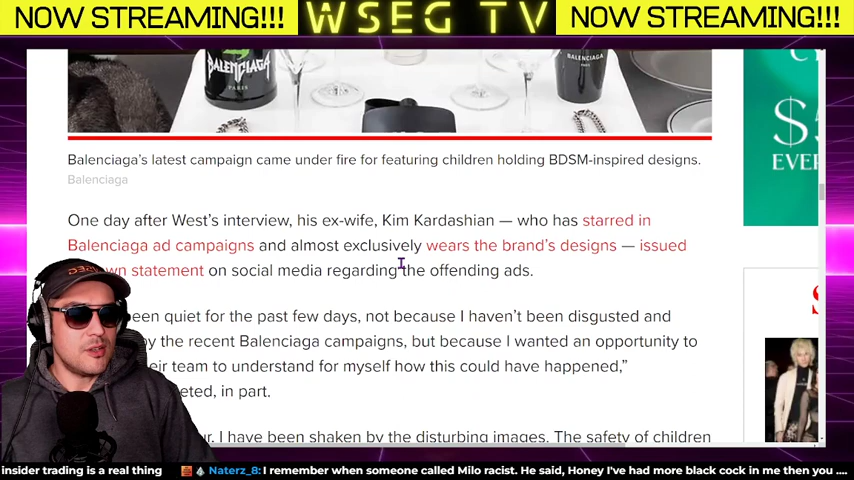 NOW STREAMING!!! WSEG TV NOW STREAMING!!!
BALENCIAGA
PARIS
BALENCIAGA
EVER
Balenciaga's latest campaign came under fire for featuring children holding BDSM-inspired designs.
Balenciaga
One day after West's interview, his ex-wife, Kim Kardashian — who has starred in
Balenciaga ad campaigns and almost exclusively wears the brand's designs — issued
wn statement on social media regarding the offending ads.
een quiet for the past few days, not because I haven't been disgusted and
by the recent Balenciaga campaigns, but because I wanted an opportunity to
eir team to understand for myself how this could have happened,"
eted, in part.
I have been shaken by the disturbing images. The safety of children
insider trading is a real thing Naterz_8: I remember when someone called Milo racist. He said, Honey I've had more black cock in me then you ....